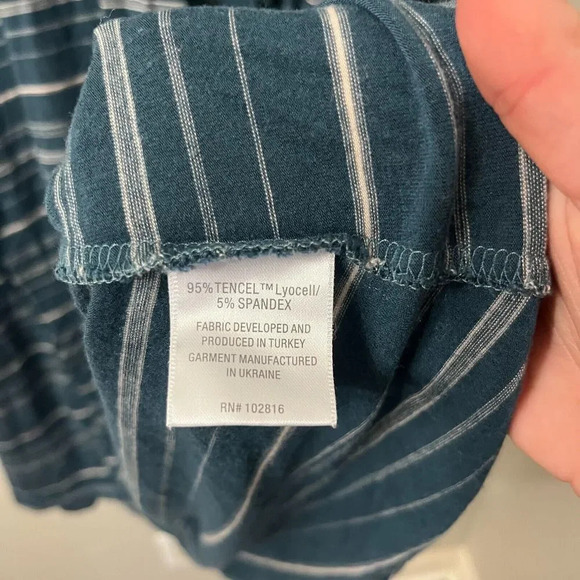 95% TENCEL™ Lyocell/
5% SPANDEX
FABRIC DEVELOPED AND
PRODUCED IN TURKEY
GARMENT MANUFACTURED
IN UKRAINE
RN# 102816